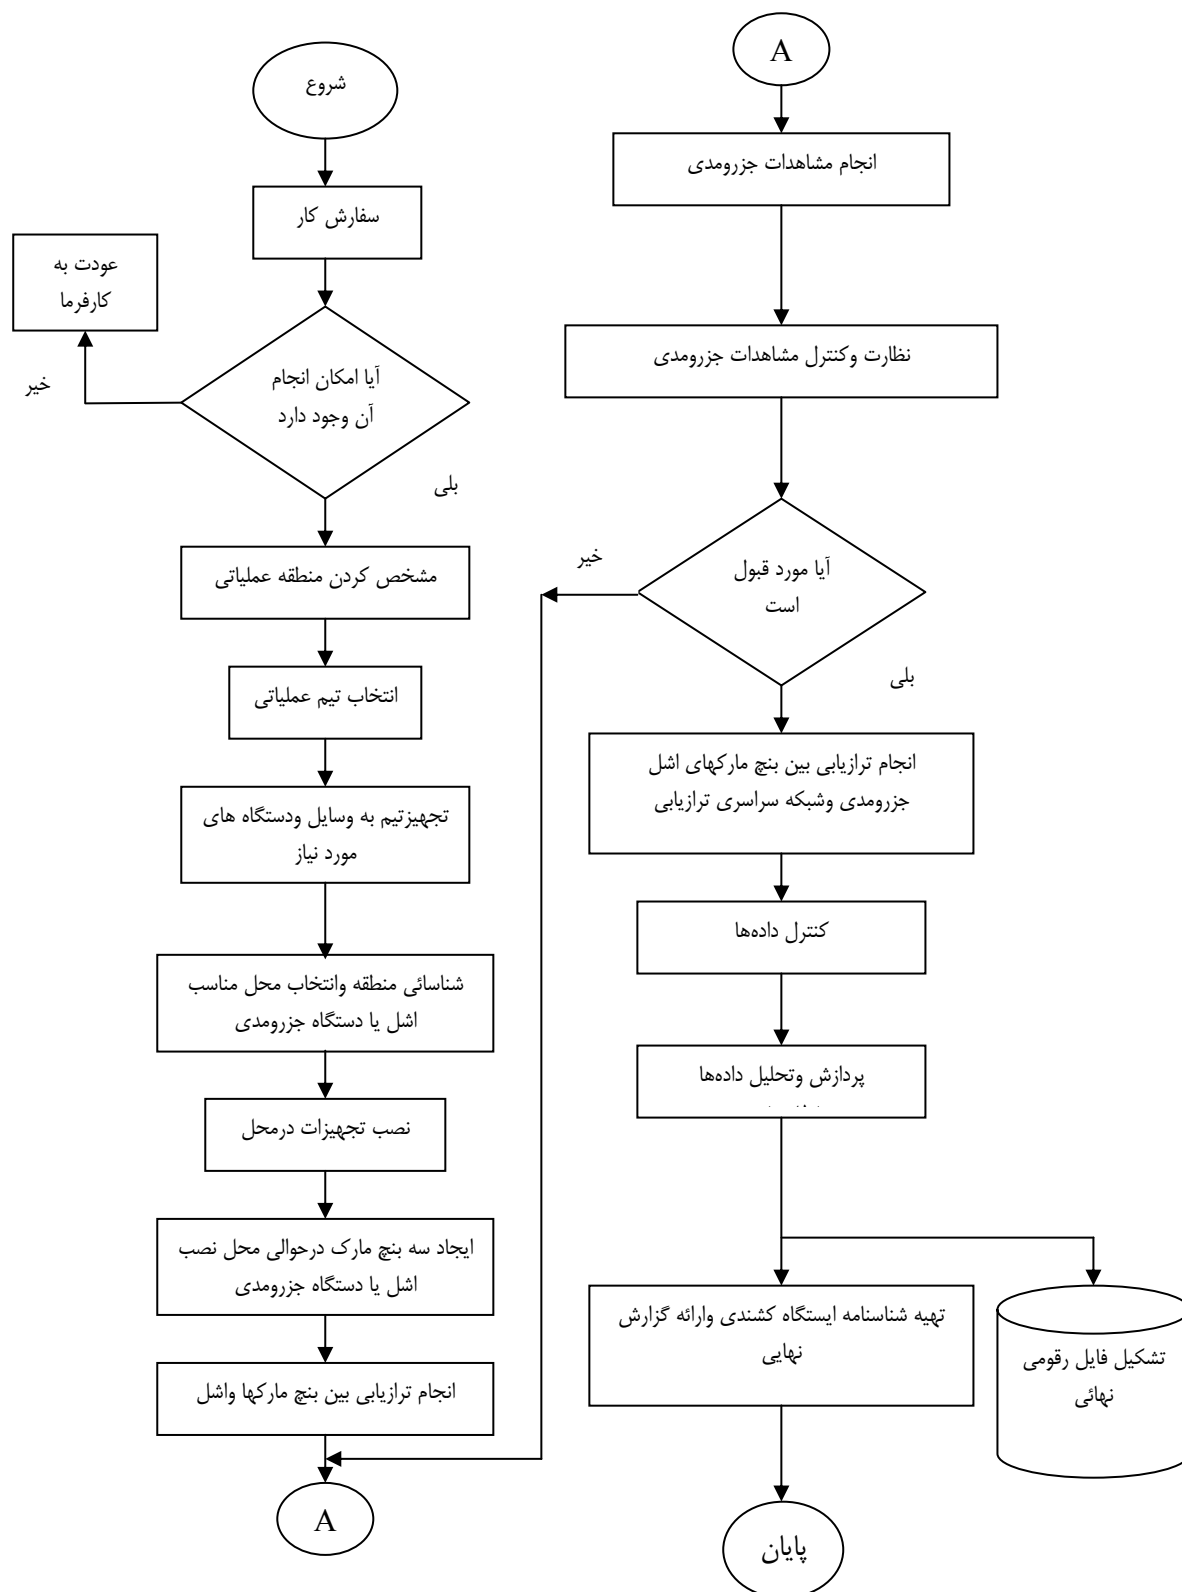 شروع
سفارش کار
عودت به
کارفرما
خیر
آیا امکان انجام
آن وجود دارد
بلی
مشخص کردن منطقه عملیاتی
انتخاب تیم عملیاتی
تجهیزتیم به وسایل ودستگاه های
مورد نیاز
شناسائی منطقه وانتخاب محل مناسب
اشل یا دستگاه جزرومدی
نصب تجهیزات درمحل
ایجاد سه بنچ مارک درحوالی محل نصب
اشل یا دستگاه جزرومدی
انجام ترازیابی بین بنچ مارکها واشل
A
A
انجام مشاهدات جزرومدی
نظارت وکنترل مشاهدات جزرومدی
آیا مورد قبول
است
خیر
بلی
انجام ترازیابی بین بنچ مارکهای اشل
جزرومدی وشبکه سراسری ترازیابی
کنترل داده‌ها
پردازش وتحلیل داده‌ها
تهیه شناسنامه ایستگاه کشندی وارائه گزارش
نهایی
تشکیل فایل رقومی
نهائی
پایان